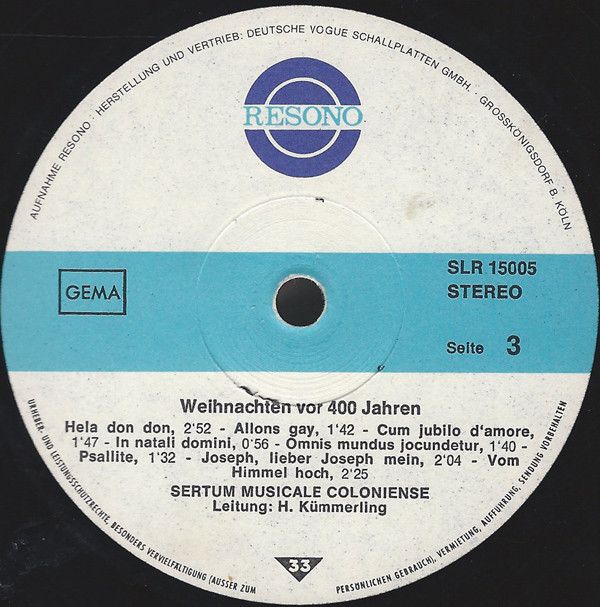 AUFNAHME RESONO · HERSTELLUNG UND VERTRIEB: DEUTSCHE VOGUE SCHALLPLATTEN GMBH. · GROSSKÖNIGSDORF B. KÖLN
RESONO
GEMA
SLR 15005
STEREO
Seite 3
Weihnachten vor 400 Jahren
Hela don don, 2'52 - Allons gay, 1'42 - Cum jubilo d'amore,
1'47 - In natali domini, 0'56 - Omnis mundus jocundetur, 1'40 -
Psallite, 1'32 - Joseph, lieber Joseph mein, 2'04 - Vom
Himmel hoch, 2'25
SERTUM MUSICALE COLONIENSE
Leitung: H. Kümmerling
URHEBER- UND LEISTUNGSSCHUTZRECHTE, BESONDERS VERVIELFÄLTIGUNG (AUSSER ZUM
PERSÖNLICHEN GEBRAUCH), VERMIETUNG, AUFFÜHRUNG, SENDUNG VORBEHALTEN
33